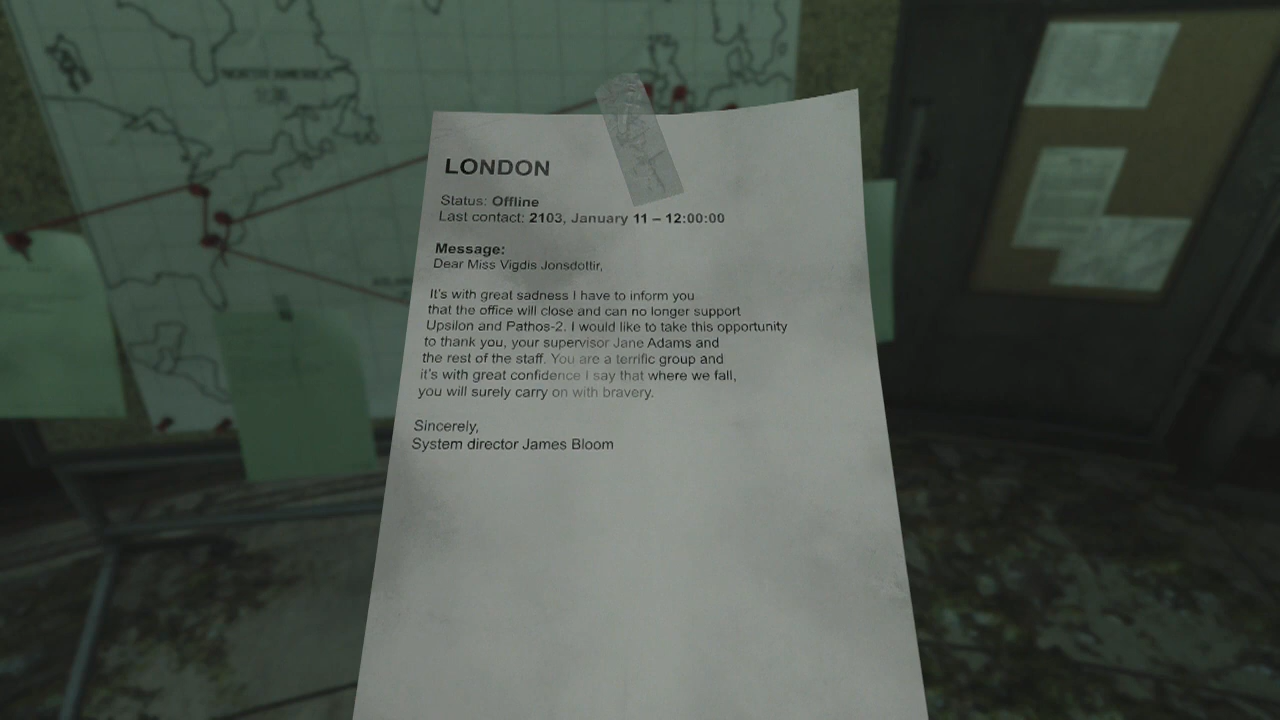 NORTH AMERICA
北美
LONDON
Status: Offline
Last contact: 2103, January 11 – 12:00:00
Message:
Dear Miss Vigdis Jonsdottir,
It's with great sadness I have to inform you
that the office will close and can no longer support
Upsilon and Pathos-2. I would like to take this opportunity
to thank you, your supervisor Jane Adams and
the rest of the staff. You are a terrific group and
it's with great confidence I say that where we fall,
you will surely carry on with bravery.
Sincerely,
System director James Bloom